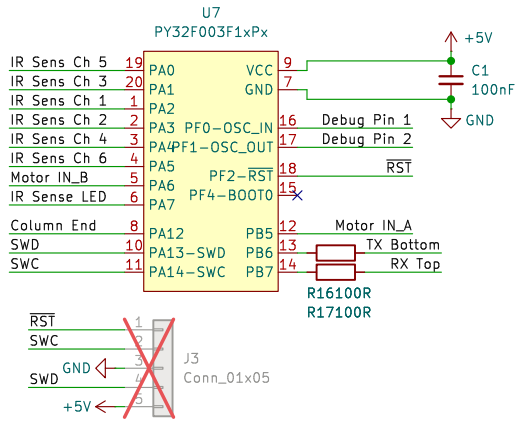 U7
PY32F003F1xPx
IR Sens Ch 5 19 PA0
IR Sens Ch 3 20 PA1
IR Sens Ch 1 1 PA2
IR Sens Ch 2 2 PA3
IR Sens Ch 4 3 PA4
IR Sens Ch 6 4 PA5
Motor IN_B 5 PA6
IR Sense LED 6 PA7
Column End 8 PA12
SWD 10 PA13-SWD
SWC 11 PA14-SWC
VCC 9
GND 7
PF0-OSC_IN 16 Debug Pin 1
PF1-OSC_OUT 17 Debug Pin 2
PF2-RST 18 RST
PF4-BOOT0 15
PB5 12 Motor IN_A
PB6 13 TX Bottom
PB7 14 RX Top
R16100R
R17100R
+5V
C1
100nF
GND
RST 1
SWC 2
GND 3
SWD 4
+5V 5
J3
Conn_01x05